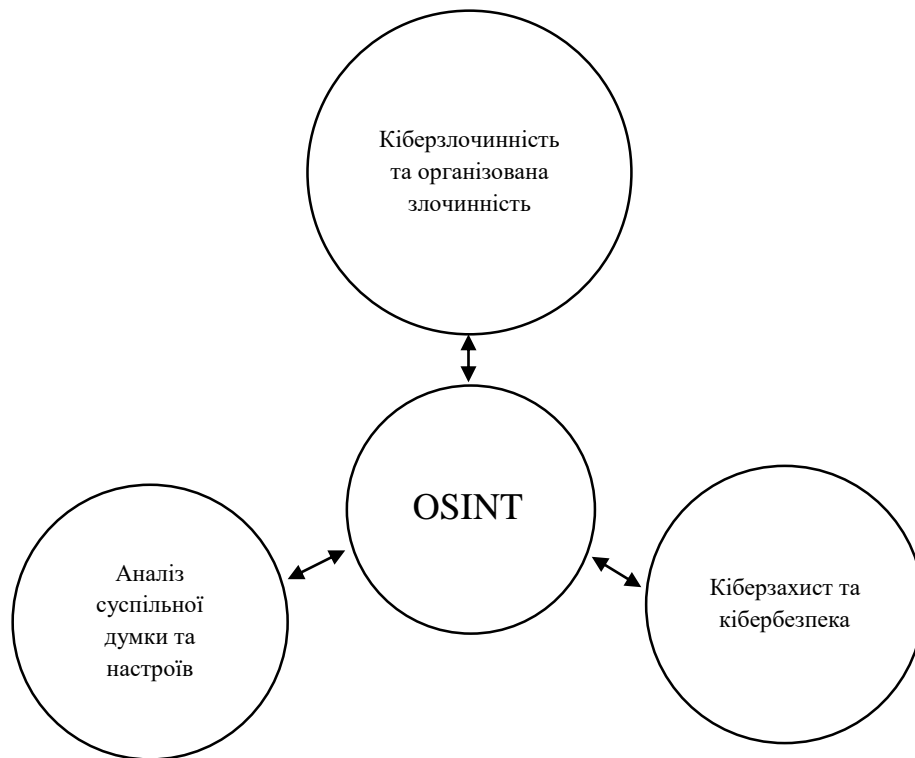 Кіберзлочинність
та організована
злочинність
OSINT
Аналіз
суспільної
думки та
настроїв
Кіберзахист та
кібербезпека